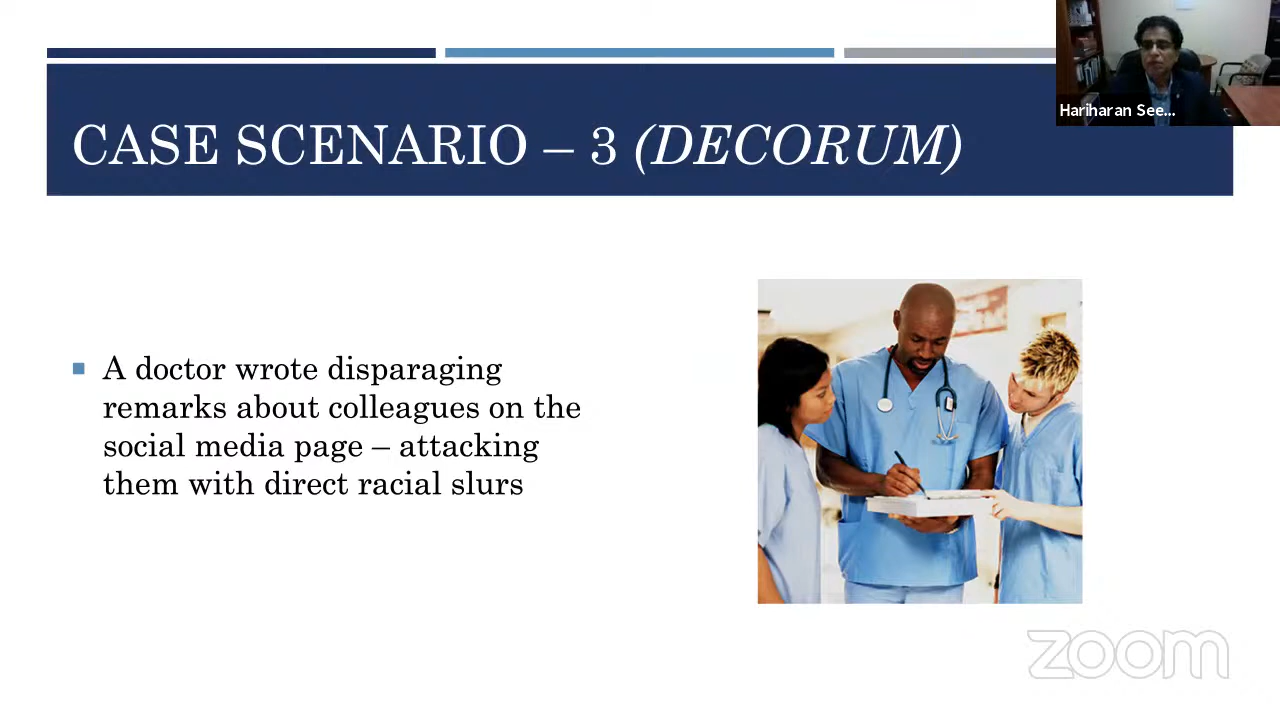 CASE SCENARIO – 3 (DECORUM)
Hariharan See...
▪ A doctor wrote disparaging
remarks about colleagues on the
social media page – attacking
them with direct racial slurs
zoom